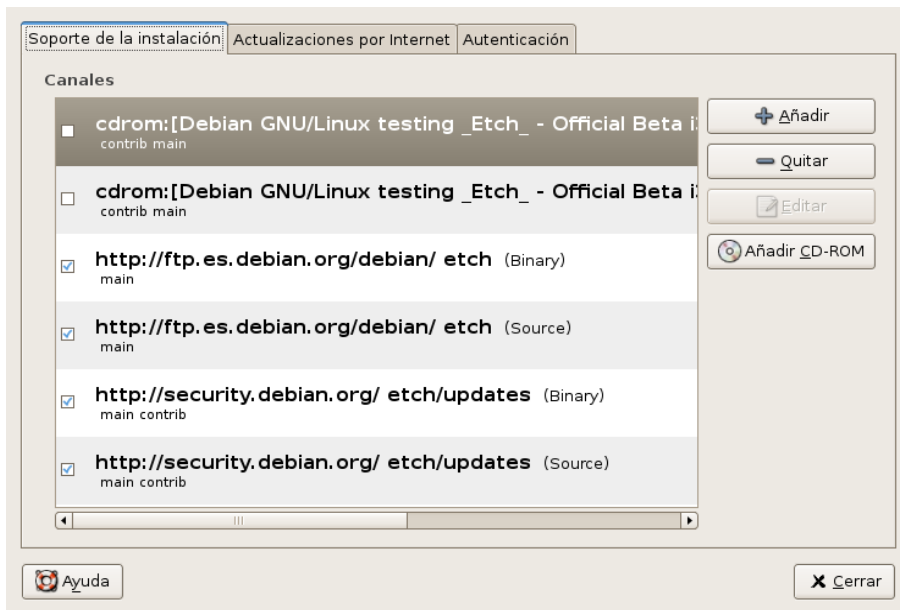 Soporte de la instalación Actualizaciones por Internet Autenticación
Canales
cdrom:[Debian GNU/Linux testing _Etch_ - Official Beta
contrib main
cdrom:[Debian GNU/Linux testing _Etch_ - Official Beta
contrib main
http://ftp.es.debian.org/debian/ etch (Binary)
main
http://ftp.es.debian.org/debian/ etch (Source)
main
http://security.debian.org/ etch/updates (Binary)
main contrib
http://security.debian.org/ etch/updates (Source)
main contrib
Añadir
Quitar
Editar
Añadir CD-ROM
Ayuda
Cerrar